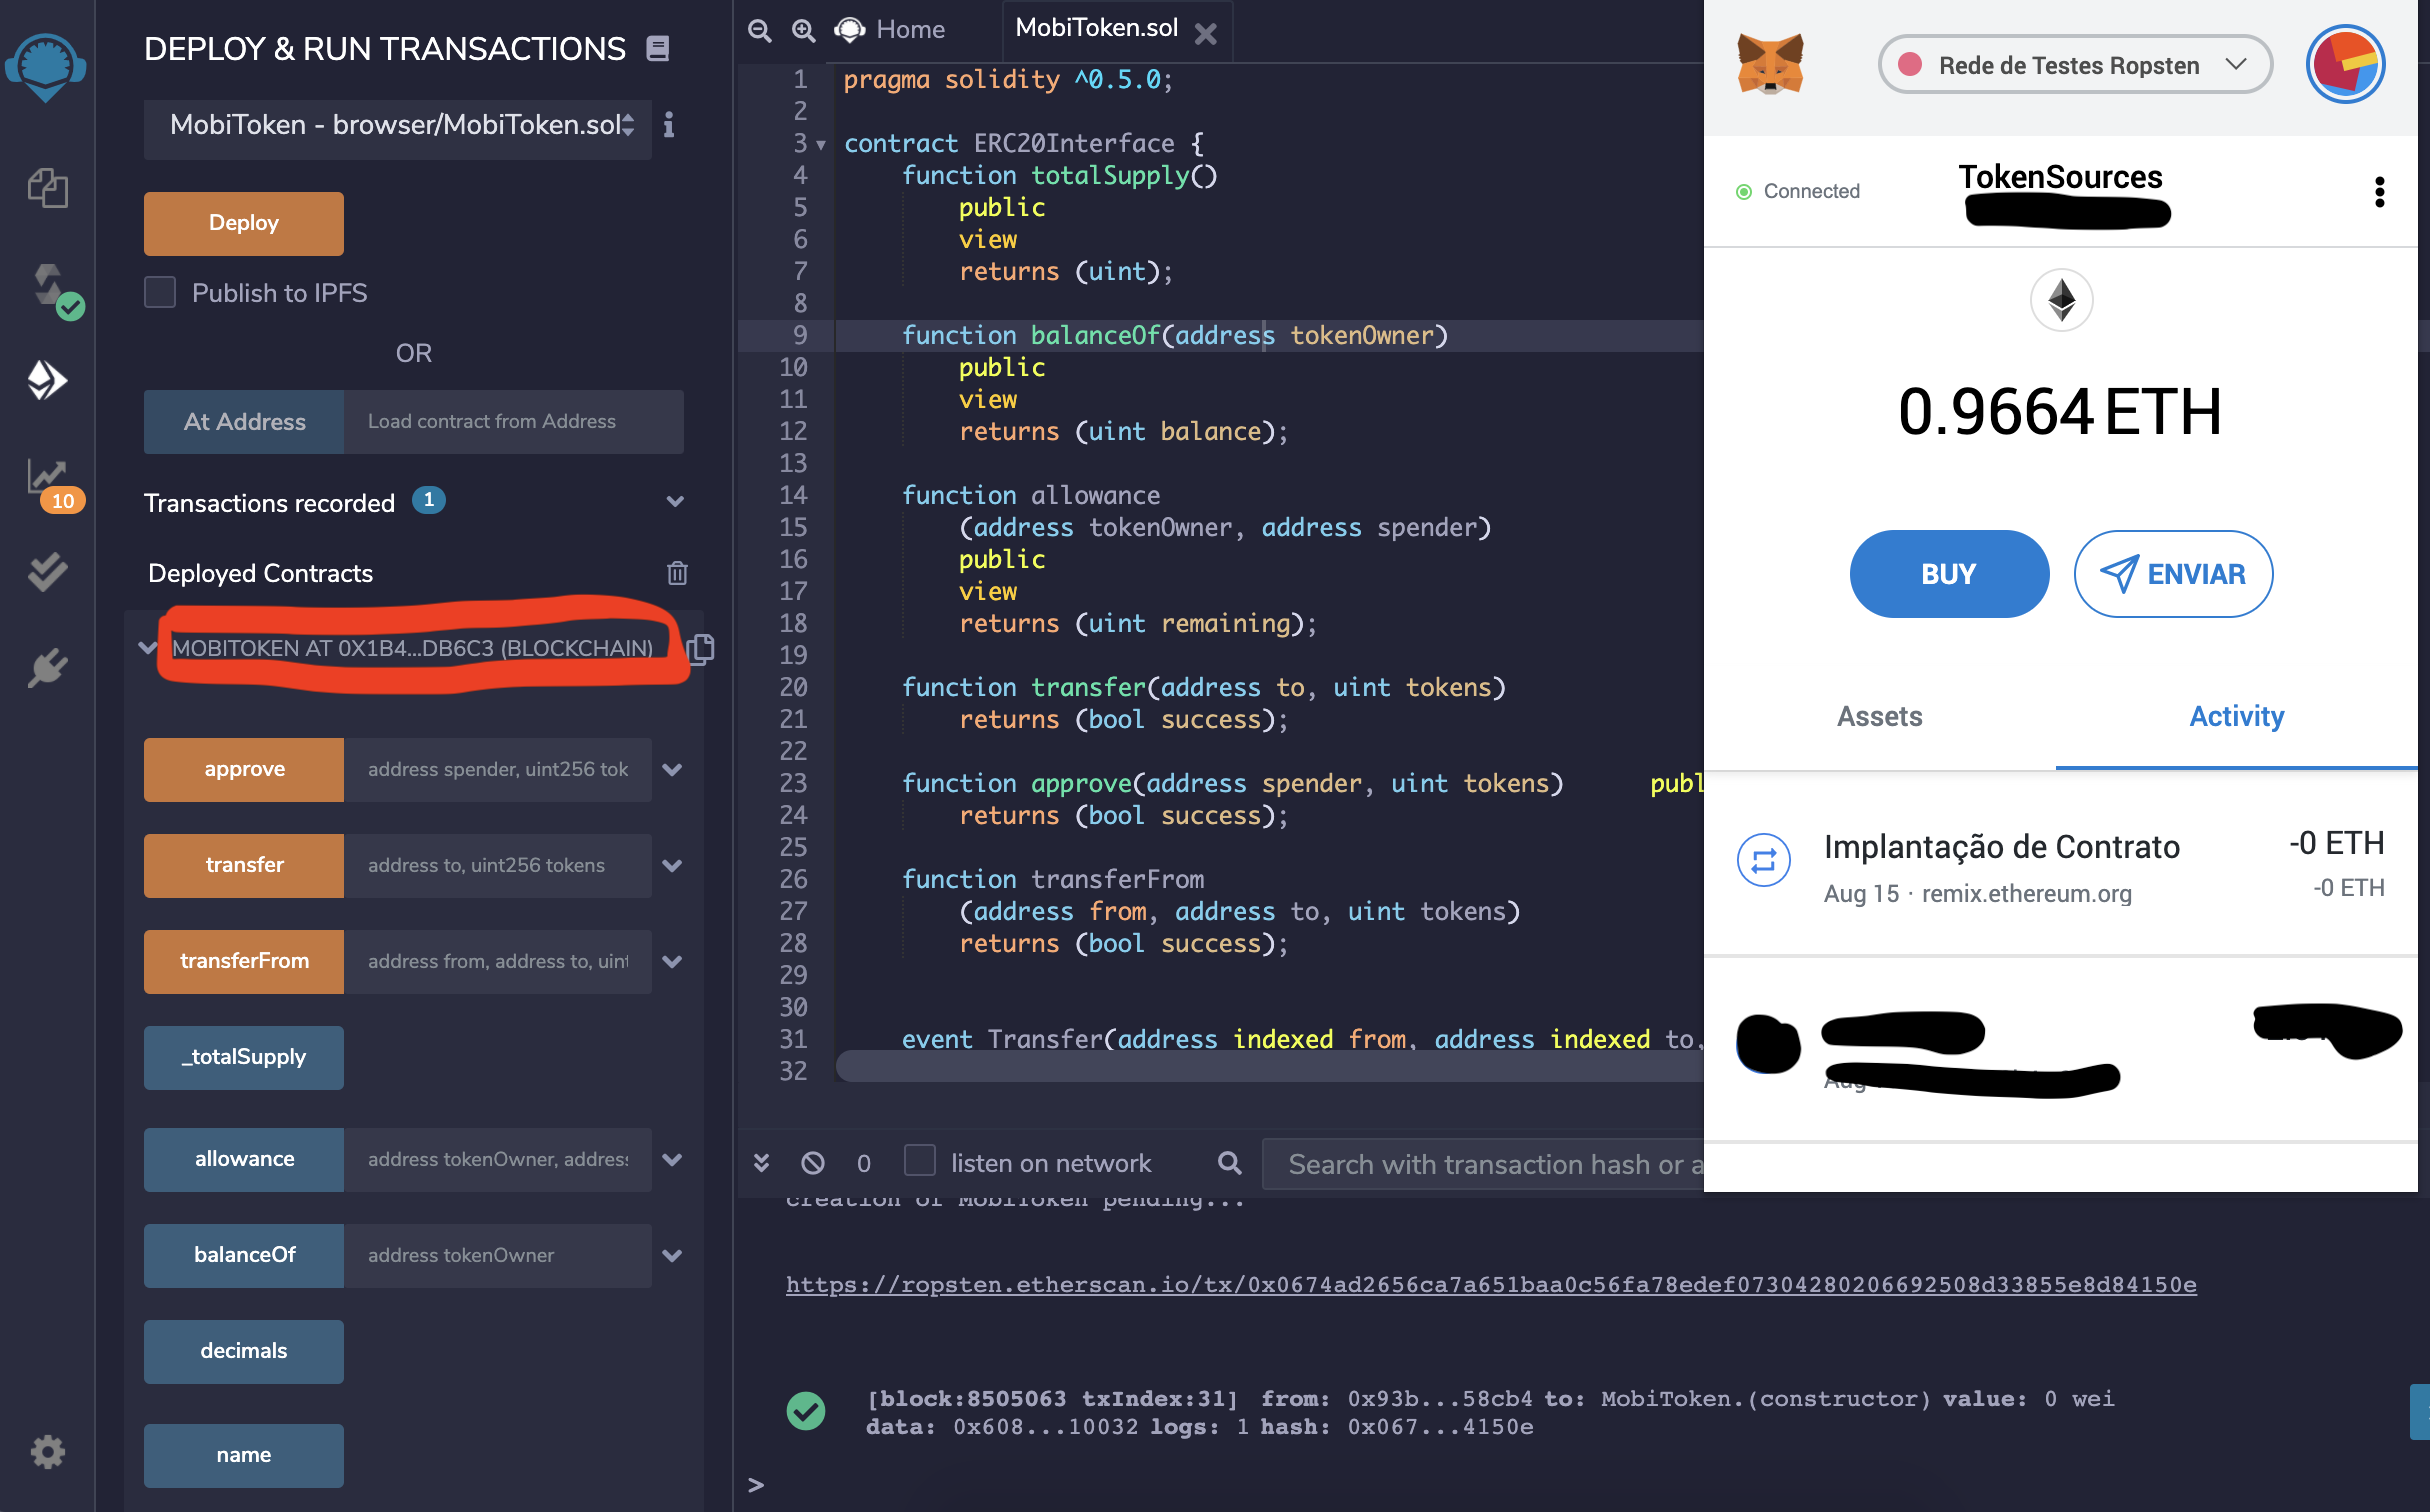 DEPLOY & RUN TRANSACTIONS
MobiToken - browser/MobiToken.sol
Deploy
Publish to IPFS
OR
At Address
Load contract from Address
10
Transactions recorded 1
Deployed Contracts
MOBITOKEN AT 0X1B4...DB6C3 (BLOCKCHAIN)
approve
address spender, uint256 tok
transfer
address to, uint256 tokens
transferFrom
address from, address to, uint
_totalSupply
allowance
address tokenOwner, address
balanceOf
address tokenOwner
decimals
name
Home
MobiToken.sol
1 pragma solidity ^0.5.0;
2
3 contract ERC20Interface {
4 function totalSupply()
5 public
6 view
7 returns (uint);
8
9 function balanceOf(address tokenOwner)
10 public
11 view
12 returns (uint balance);
13
14 function allowance
15 (address tokenOwner, address spender)
16 public
17 view
18 returns (uint remaining);
19
20 function transfer(address to, uint tokens)
21 returns (bool success);
22
23 function approve(address spender, uint tokens) publ
24 returns (bool success);
25
26 function transferFrom
27 (address from, address to, uint tokens)
28 returns (bool success);
29
30
31 event Transfer(address indexed from, address indexed to,
32
0
listen on network
Search with transaction hash or a
creation of MobiToken pending...
https://ropsten.etherscan.io/tx/0x0674ad2656ca7a651baa0c56fa78edef07304280206692508d33855e8d84150e
[block:8505063 txIndex:31] from: 0x93b...58cb4 to: MobiToken.(constructor) value: 0 wei
data: 0x608...10032 logs: 1 hash: 0x067...4150e
>
Rede de Testes Ropsten
Connected
TokenSources
0.9664 ETH
BUY
ENVIAR
Assets
Activity
Implantação de Contrato
-0 ETH
Aug 15 · remix.ethereum.org
-0 ETH
Aug